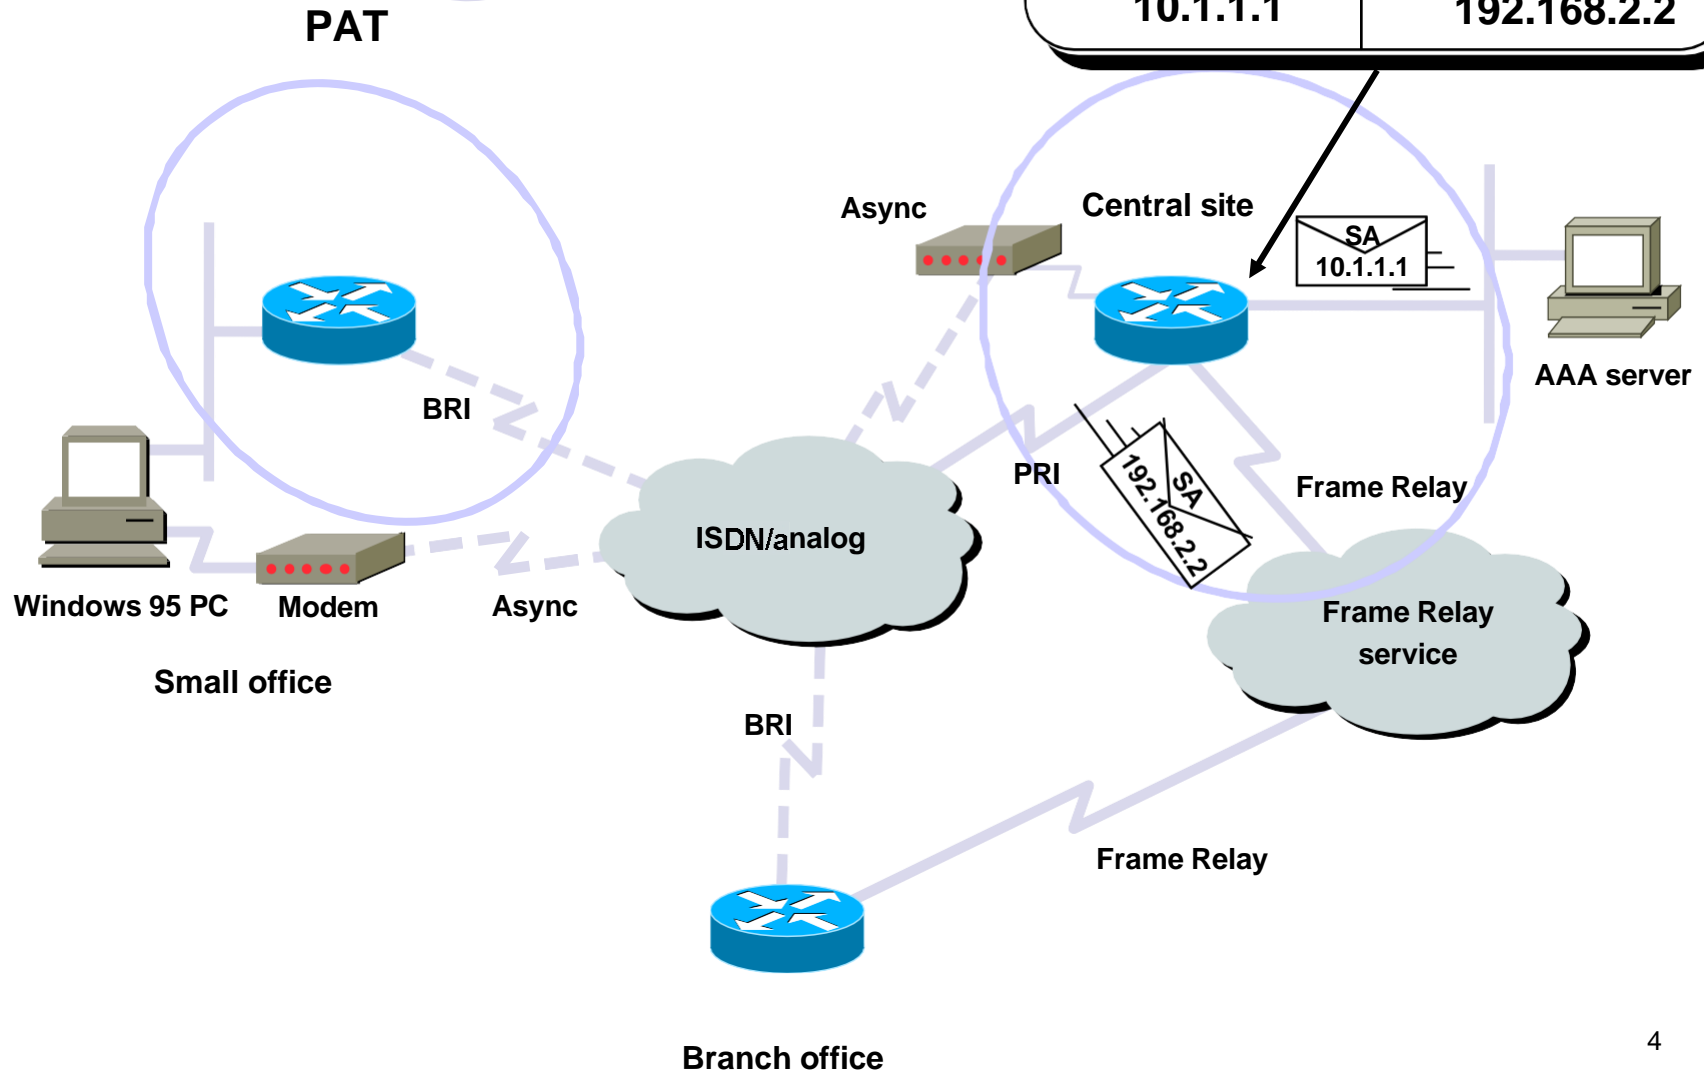 PAT
10.1.1.1
192.168.2.2
Async
Central site
SA
10.1.1.1
AAA server
BRI
PRI
SA
192.168.2.2
Frame Relay
ISDN/analog
Windows 95 PC
Modem
Async
Frame Relay
service
Small office
BRI
Frame Relay
Branch office
4